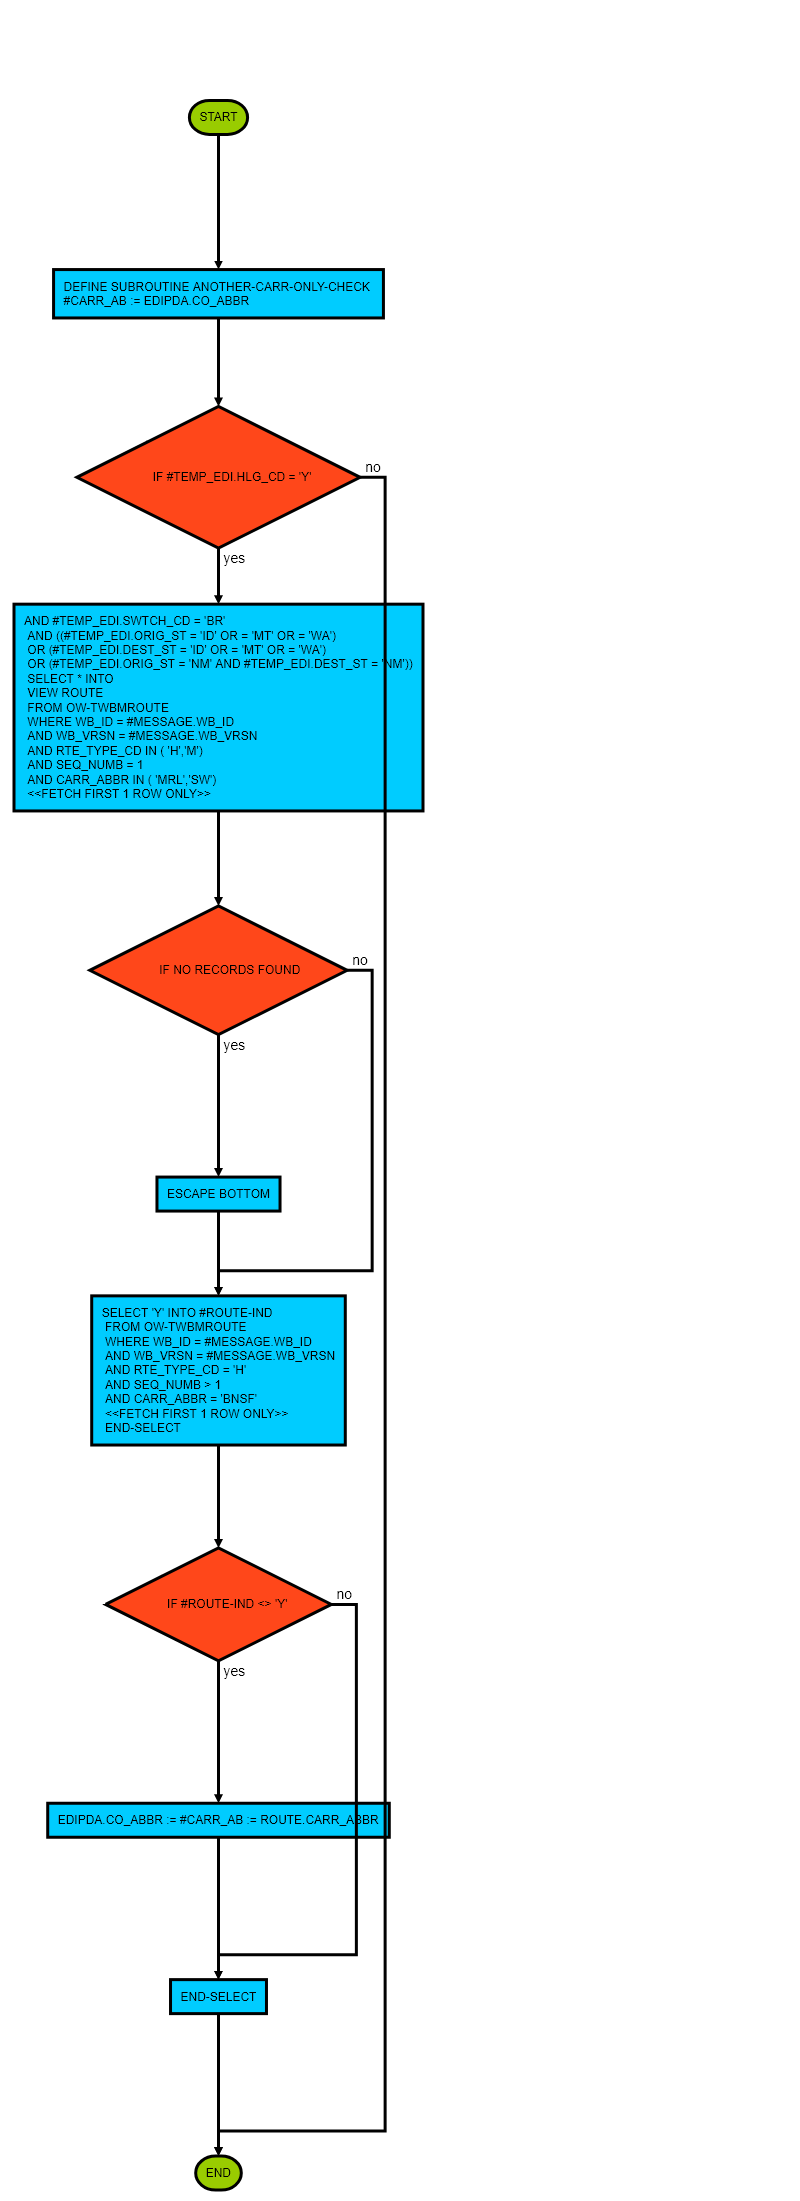 START
DEFINE SUBROUTINE ANOTHER-CARR-ONLY-CHECK
#CARR_AB := EDIPDA.CO_ABBR
IF #TEMP_EDI.HLG_CD = 'Y'
no
yes
AND #TEMP_EDI.SWTCH_CD = 'BR'
AND ((#TEMP_EDI.ORIG_ST = 'ID' OR = 'MT' OR = 'WA')
OR (#TEMP_EDI.DEST_ST = 'ID' OR = 'MT' OR = 'WA')
OR (#TEMP_EDI.ORIG_ST = 'NM' AND #TEMP_EDI.DEST_ST = 'NM'))
SELECT * INTO
VIEW ROUTE
FROM OW-TWBMROUTE
WHERE WB_ID = #MESSAGE.WB_ID
AND WB_VRSN = #MESSAGE.WB_VRSN
AND RTE_TYPE_CD IN ( 'H','M')
AND SEQ_NUMB = 1
AND CARR_ABBR IN ( 'MRL','SW')
<<FETCH FIRST 1 ROW ONLY>>
IF NO RECORDS FOUND
no
yes
ESCAPE BOTTOM
SELECT 'Y' INTO #ROUTE-IND
FROM OW-TWBMROUTE
WHERE WB_ID = #MESSAGE.WB_ID
AND WB_VRSN = #MESSAGE.WB_VRSN
AND RTE_TYPE_CD = 'H'
AND SEQ_NUMB > 1
AND CARR_ABBR = 'BNSF'
<<FETCH FIRST 1 ROW ONLY>>
END-SELECT
IF #ROUTE-IND <> 'Y'
no
yes
EDIPDA.CO_ABBR := #CARR_AB := ROUTE.CARR_ABBR
END-SELECT
END